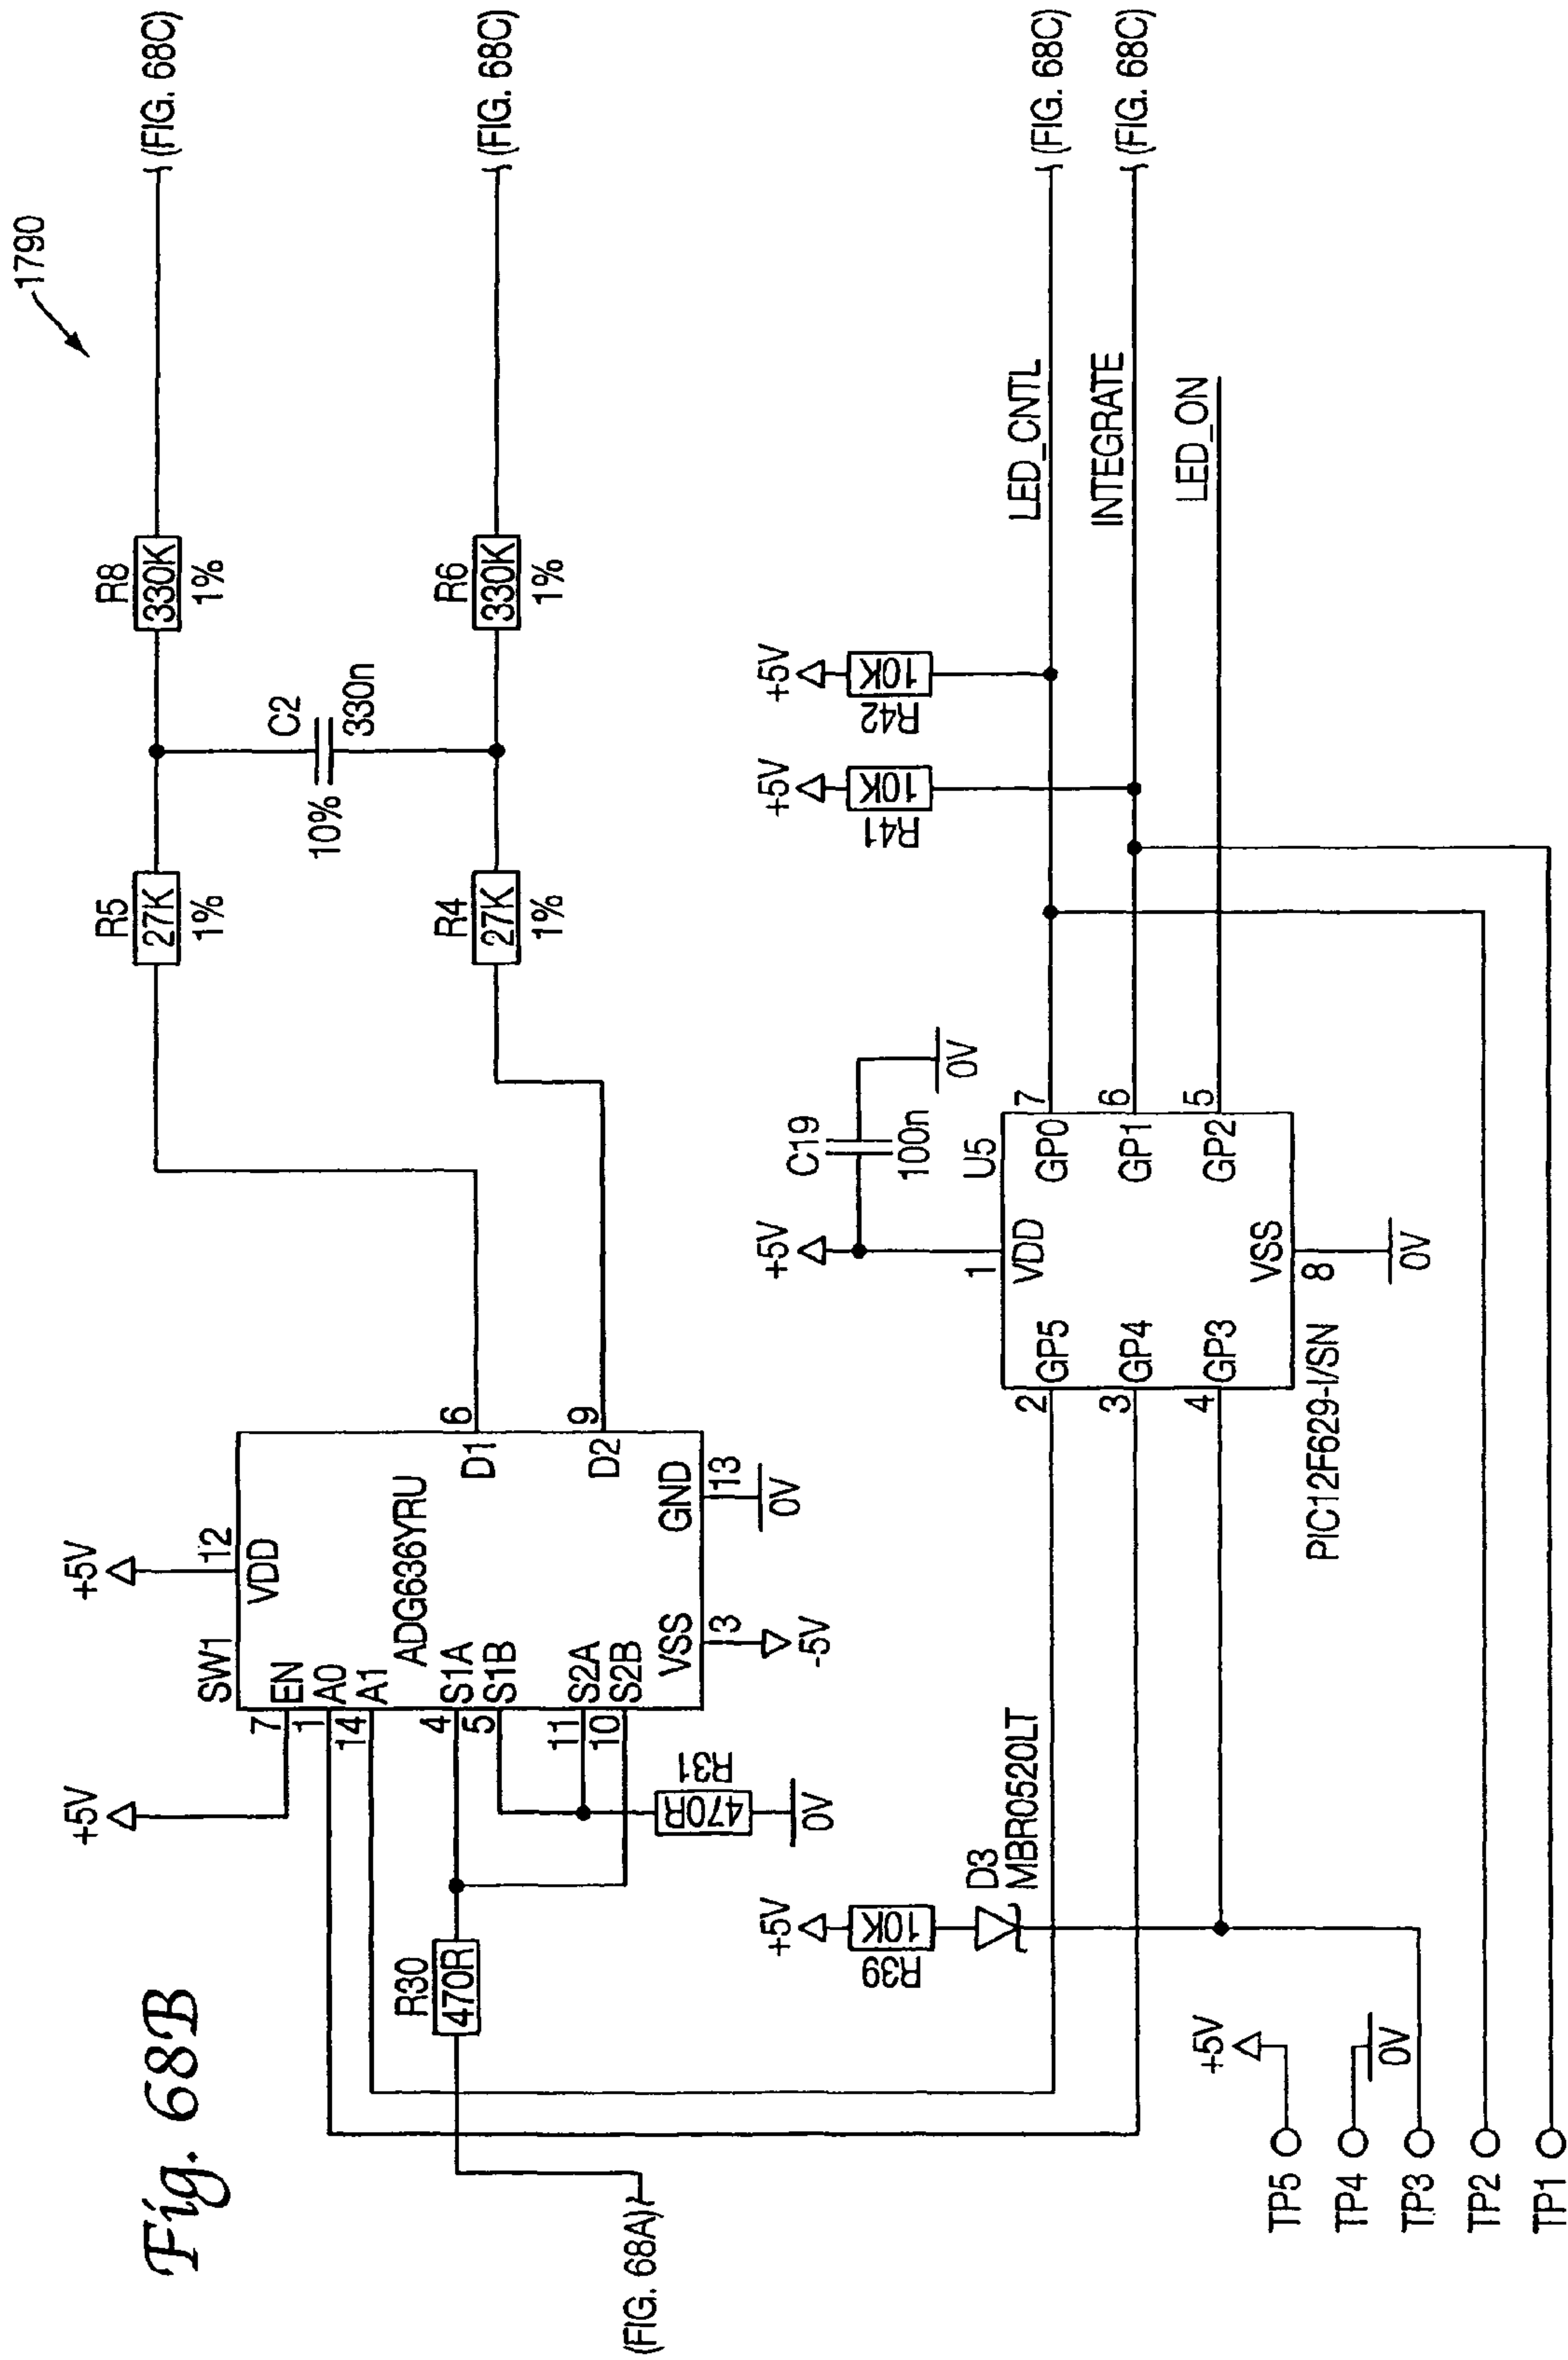 Fig. 68B
1790
(FIG. 68A)
(FIG. 68C)
(FIG. 68C)
(FIG. 68C)
(FIG. 68C)
R8
330K
1%
R6
330K
1%
C2
330n
10%
R5
27K
1%
R4
27K
1%
+5V
+5V
SW1
12
VDD
7
EN
1
A0
14
A1
ADG636YRU
4
S1A
5
S1B
11
S2A
10
S2B
D1
6
D2
9
VSS
3
-5V
GND
13
0V
R30
470R
R31
470R
0V
+5V
R39
10K
D3
MBR0520LT
+5V
C19
100n
0V
U5
1
VDD
2
GP5
3
GP4
4
GP3
GP0
7
GP1
6
GP2
5
VSS
8
0V
PIC12F629-I/SN
+5V
R41
10K
+5V
R42
10K
LED_CNTL
INTEGRATE
LED_ON
+5V
0V
TP5
TP4
TP3
TP2
TP1